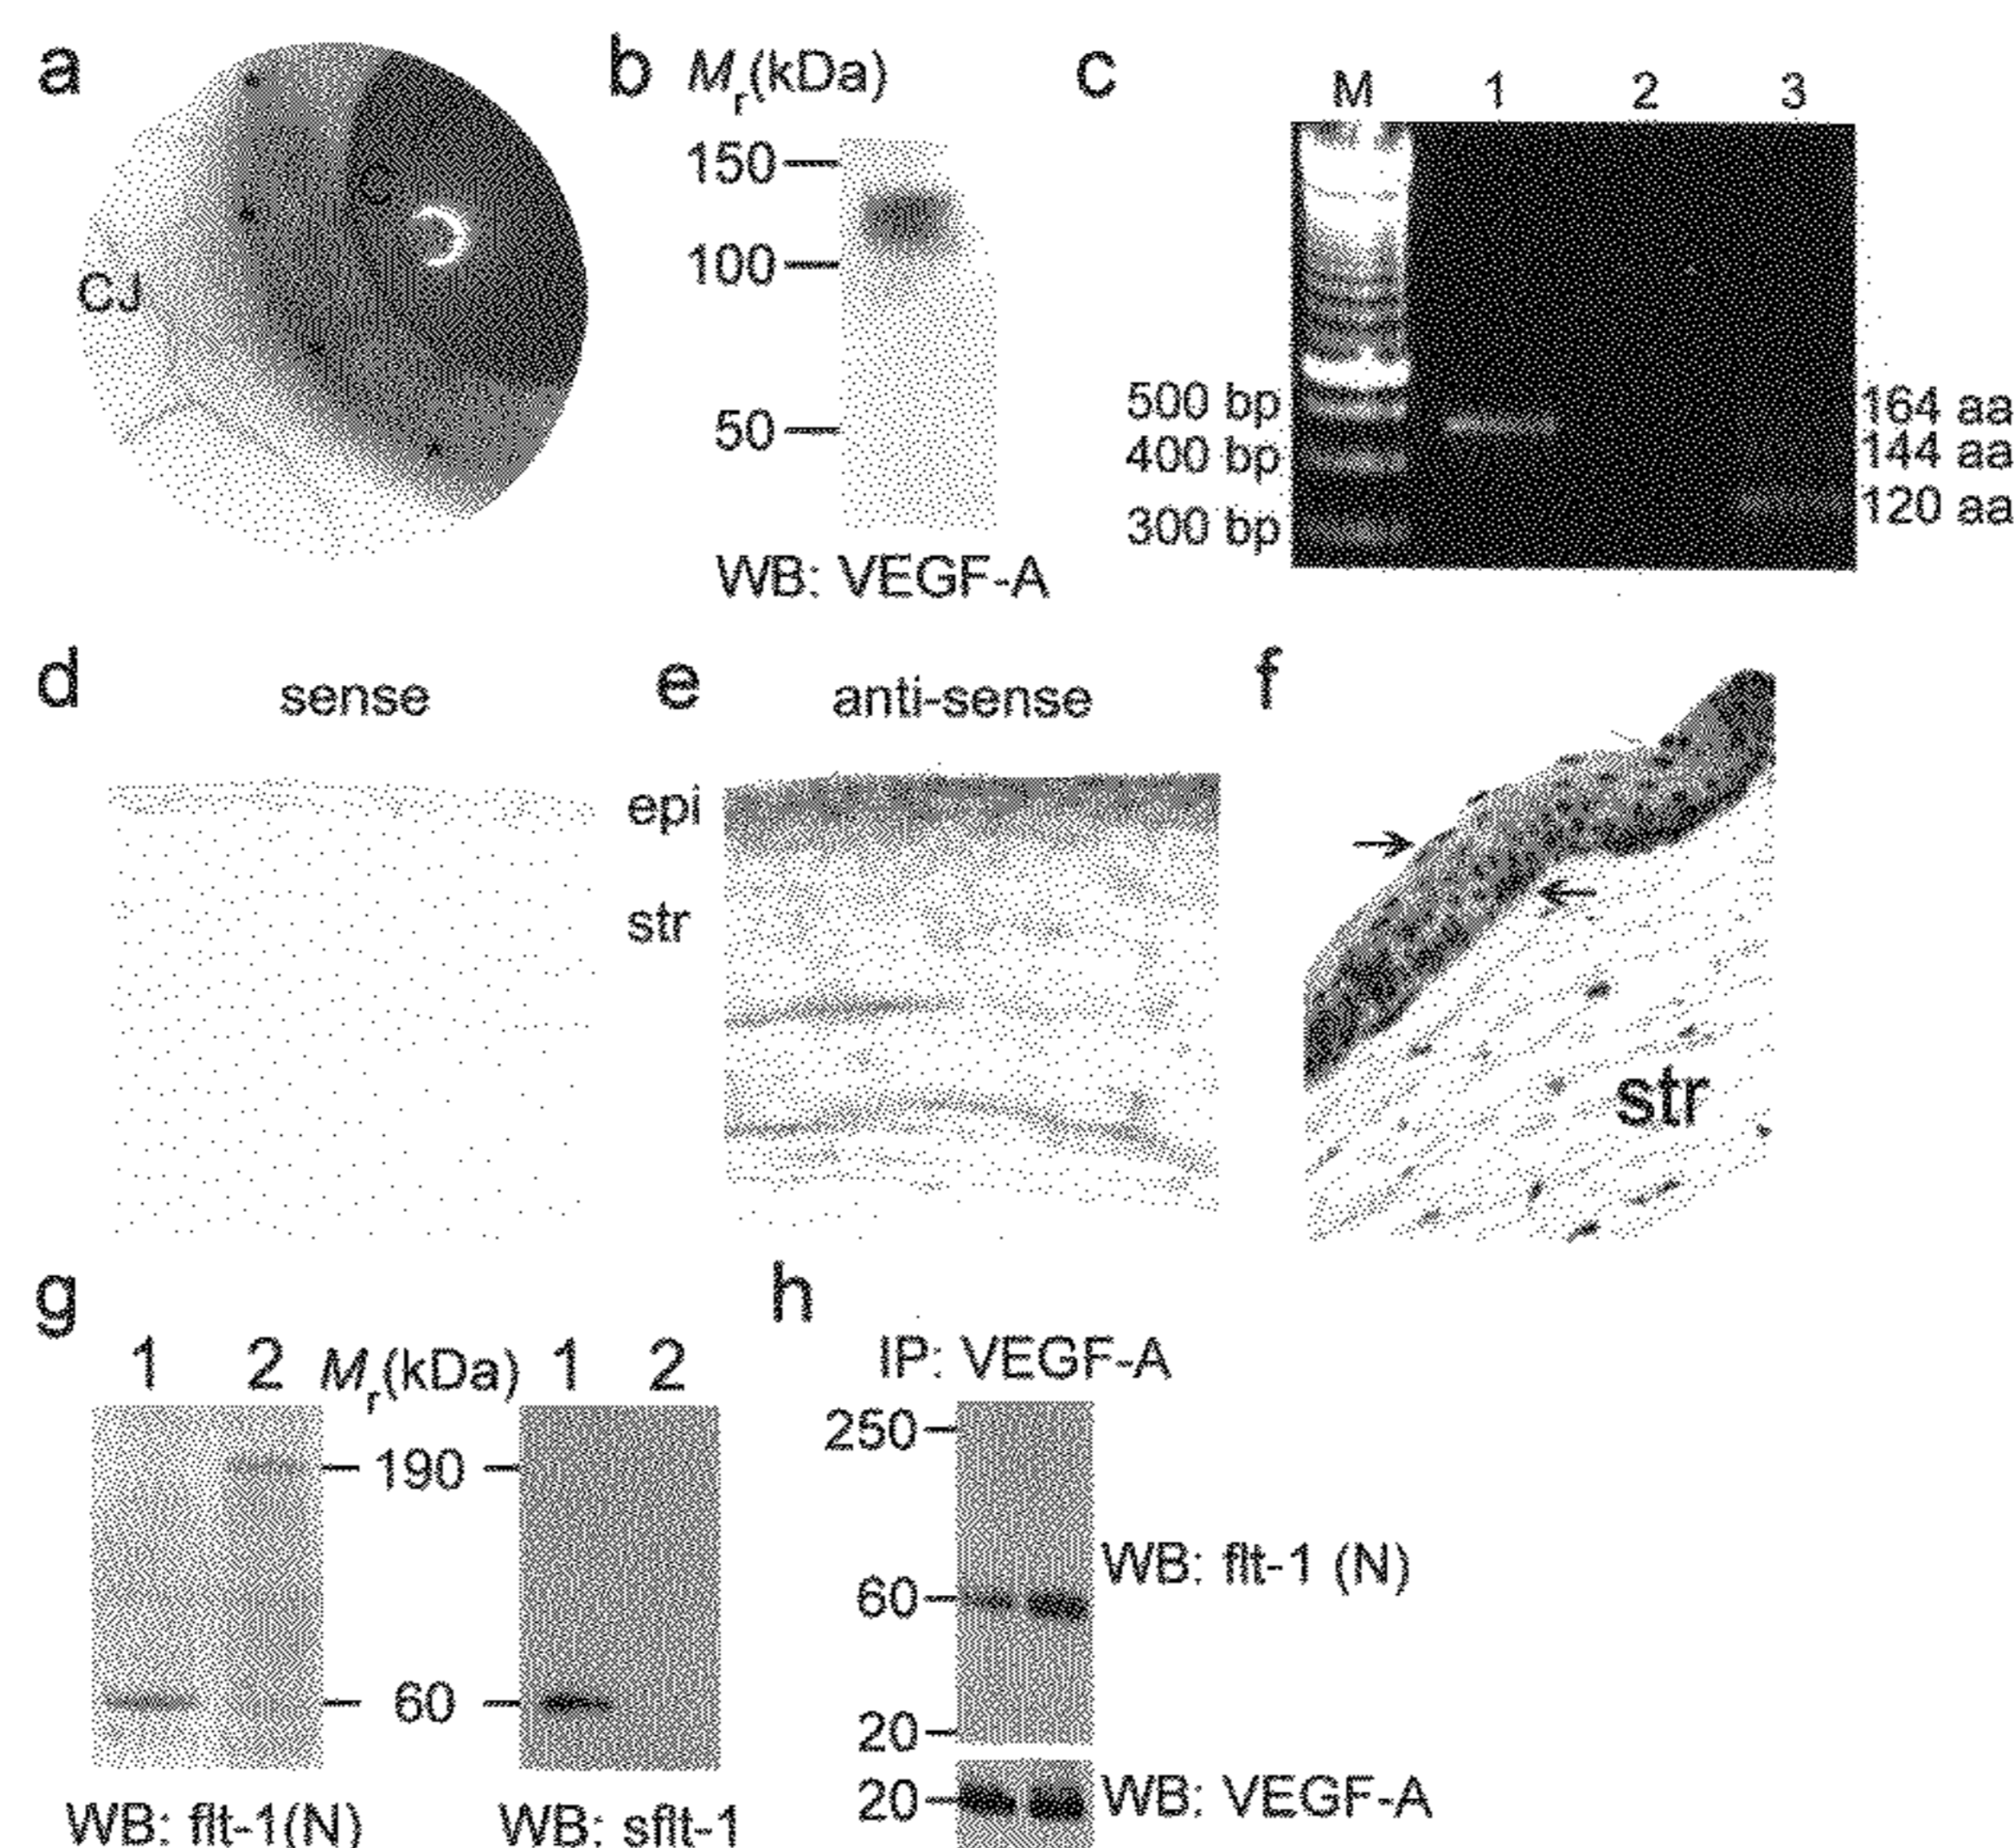 a
C
CJ
b
Mr(kDa)
150
100
50
WB: VEGF-A
c
M 1 2 3
500 bp
400 bp
300 bp
164 aa
144 aa
120 aa
d
sense
epi
str
e
anti-sense
f
str
g
1 2 Mr(kDa) 1 2
190
60
WB: flt-1(N)
WB: sflt-1
h
IP: VEGF-A
250
60
20
WB: flt-1 (N)
20
WB: VEGF-A